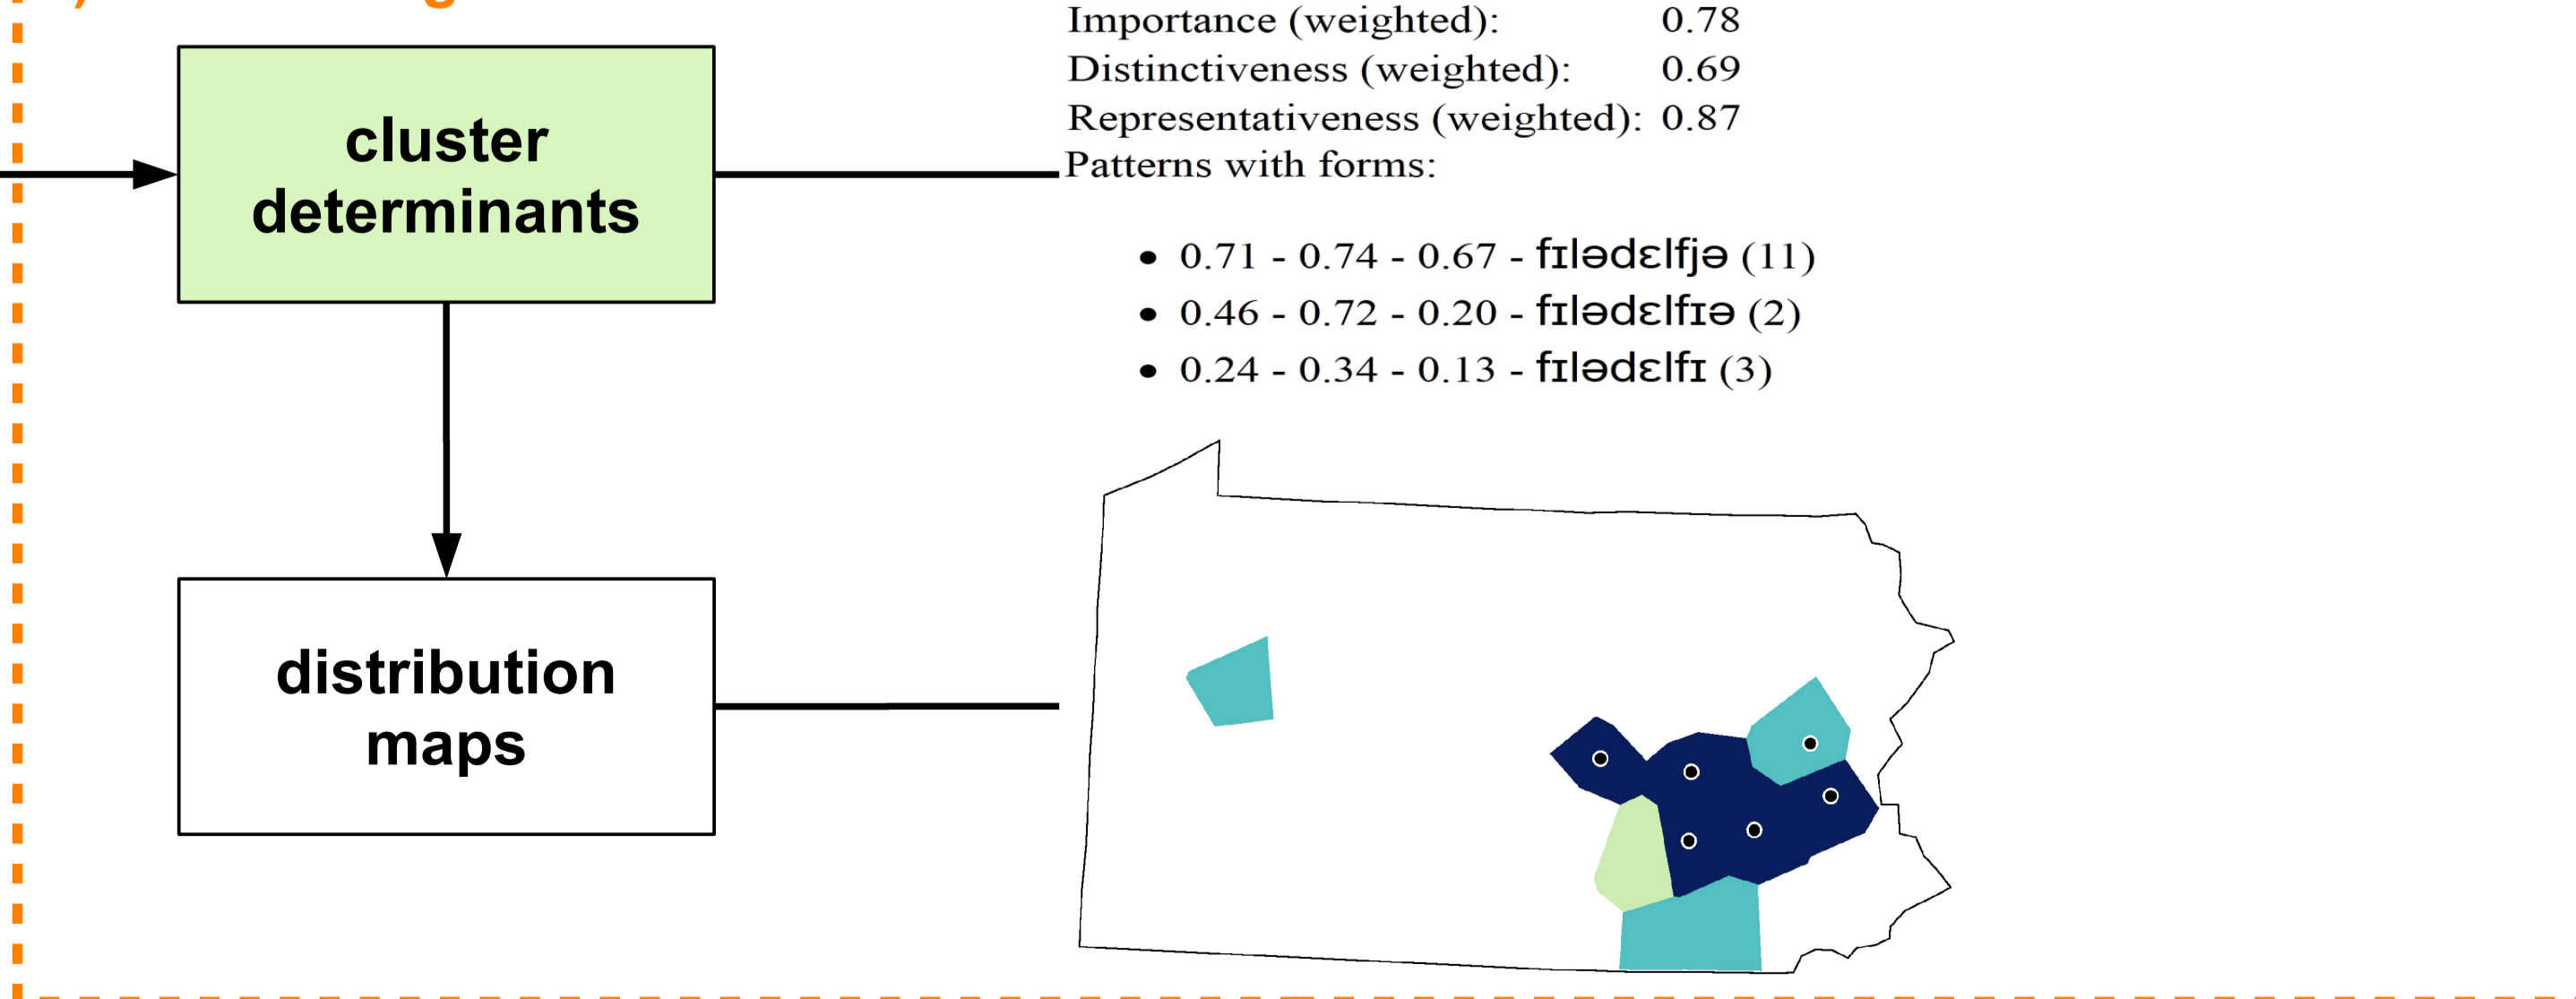 cluster
determinants
Importance (weighted): 0.78
Distinctiveness (weighted): 0.69
Representativeness (weighted): 0.87
Patterns with forms:
• 0.71 - 0.74 - 0.67 - fɪlədɛlfjə (11)
• 0.46 - 0.72 - 0.20 - fɪlədɛlfɪə (2)
• 0.24 - 0.34 - 0.13 - fɪlədɛlfɪ (3)
distribution
maps